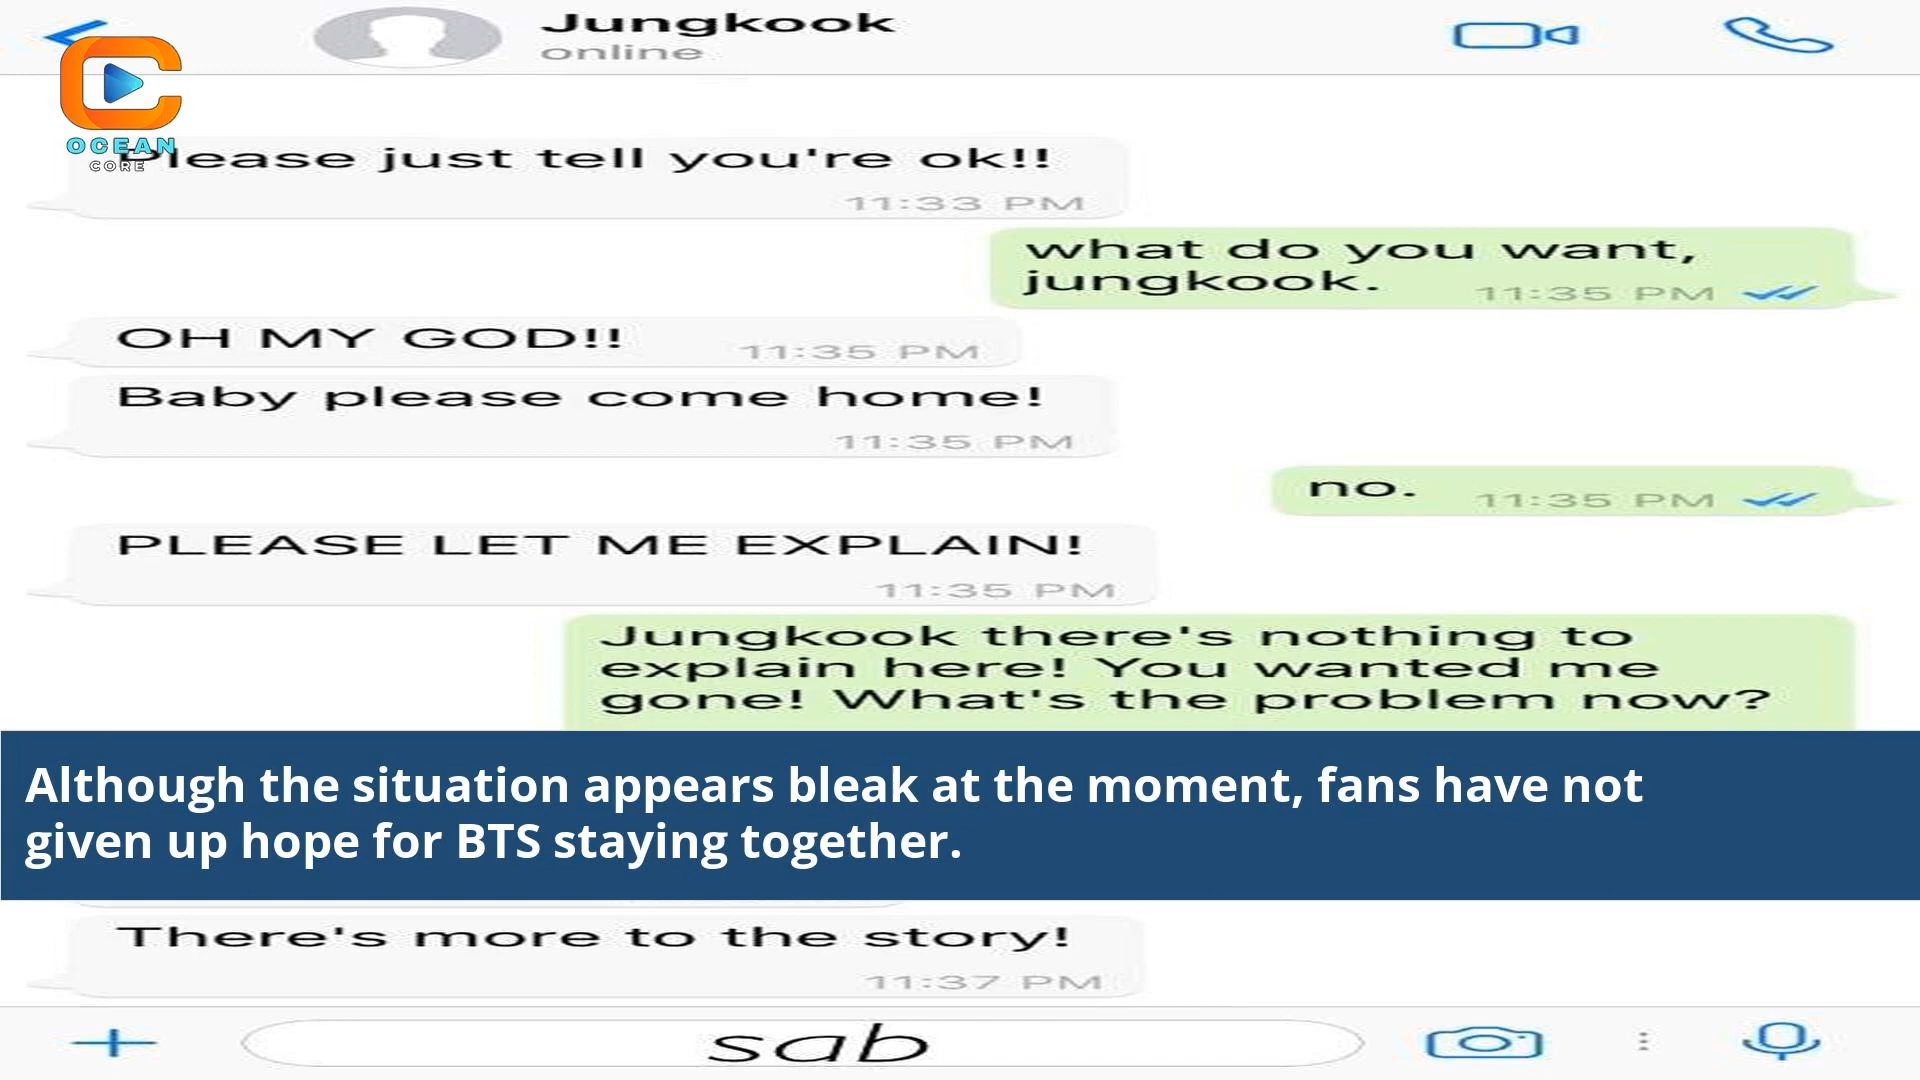 Jungkook
online
OCEAN
CORE
Please just tell you're ok!!
11:33 PM
what do you want,
jungkook. 11:35 PM
OH MY GOD!! 11:35 PM
Baby please come home!
11:35 PM
no. 11:35 PM
PLEASE LET ME EXPLAIN!
11:35 PM
Jungkook there's nothing to
explain here! You wanted me
gone! What's the problem now?
Although the situation appears bleak at the moment, fans have not
given up hope for BTS staying together.
There's more to the story!
11:37 PM
sab